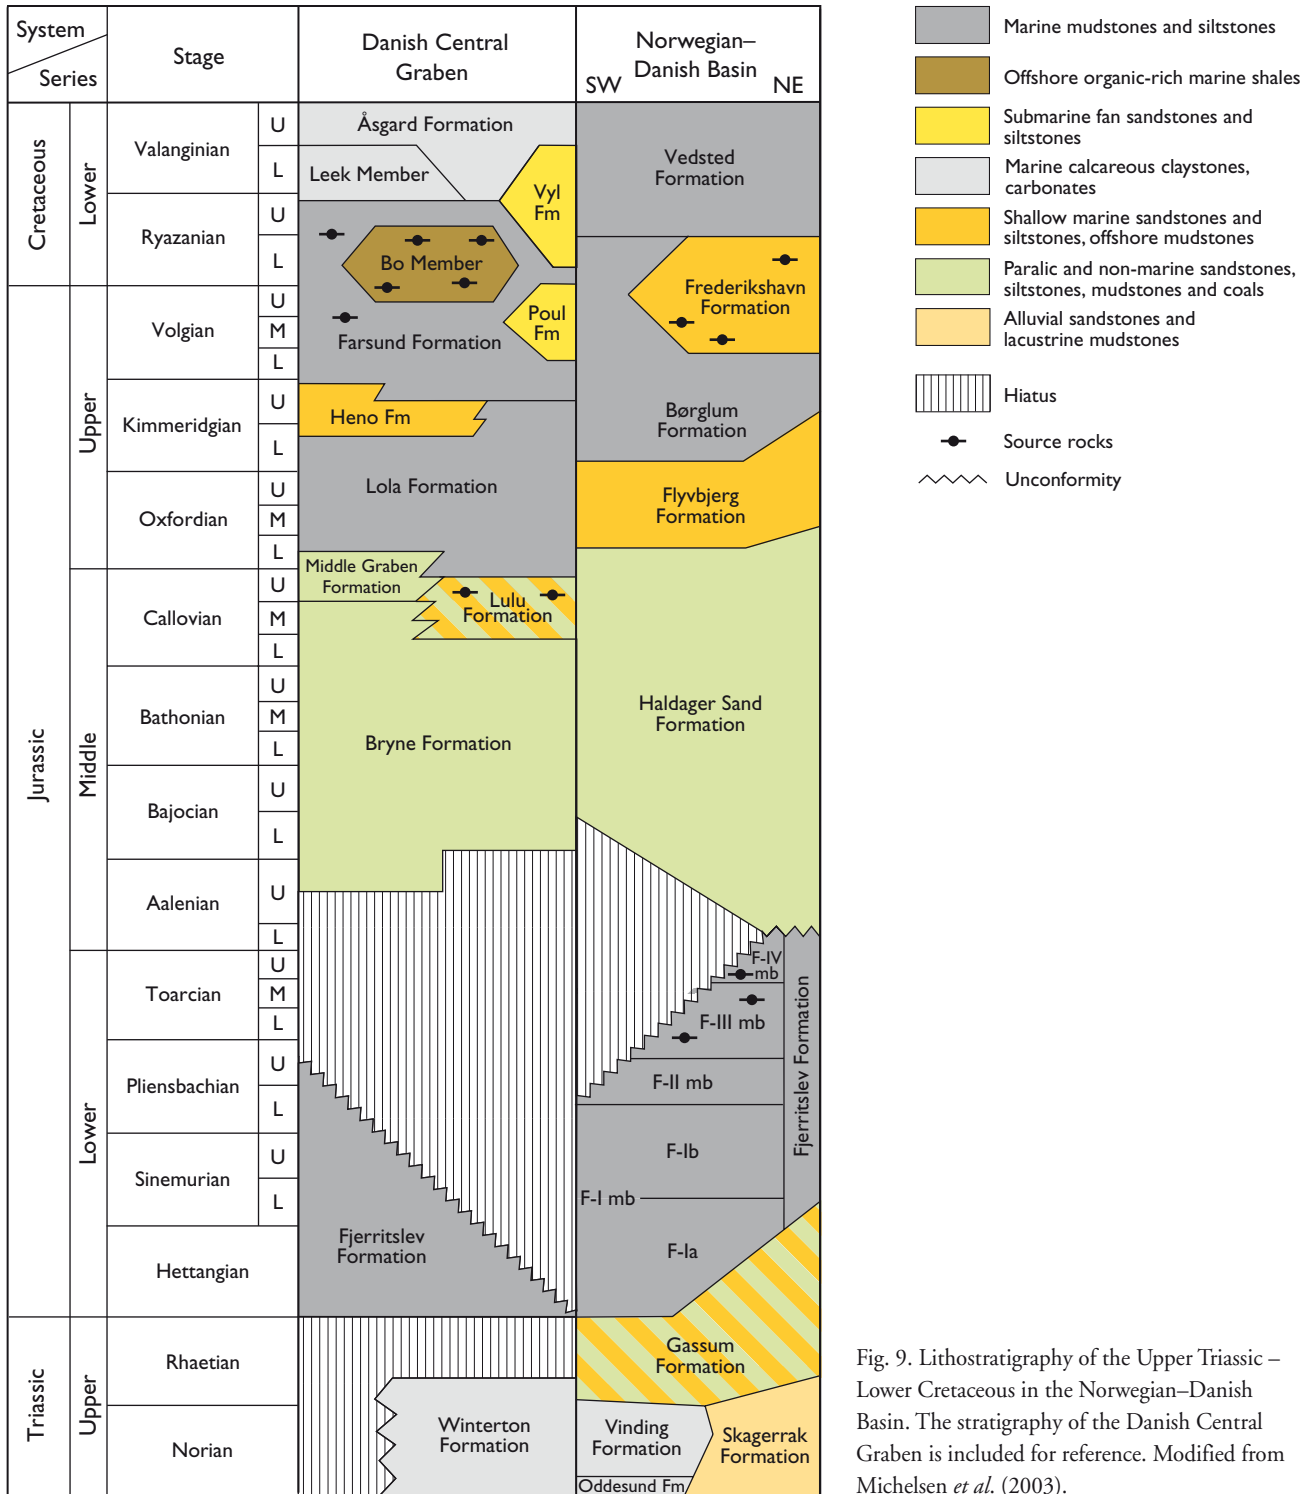 System
Series
Stage
Danish Central
Graben
Norwegian–
Danish Basin
SW
NE
Cretaceous
Lower
Valanginian
U
L
Ryazanian
U
L
Jurassic
Upper
Volgian
U
M
L
Kimmeridgian
U
L
Oxfordian
U
M
L
Middle
Callovian
U
M
L
Bathonian
U
M
L
Bajocian
U
L
Aalenian
U
L
Lower
Toarcian
U
M
L
Pliensbachian
U
L
Sinemurian
U
L
Hettangian
Triassic
Upper
Rhaetian
Norian
Åsgard Formation
Leek Member
Vyl
Fm
Bo Member
Poul
Fm
Farsund Formation
Heno Fm
Lola Formation
Middle Graben
Formation
Lulu
Formation
Bryne Formation
Fjerritslev
Formation
Winterton
Formation
Vedsted
Formation
Frederikshavn
Formation
Børglum
Formation
Flyvbjerg
Formation
Haldager Sand
Formation
F-IV
mb
F-III mb
F-II mb
F-Ib
F-I mb
F-Ia
Fjerritslev Formation
Gassum
Formation
Vinding
Formation
Skagerrak
Formation
Oddesund Fm
Marine mudstones and siltstones
Offshore organic-rich marine shales
Submarine fan sandstones and
siltstones
Marine calcareous claystones,
carbonates
Shallow marine sandstones and
siltstones, offshore mudstones
Paralic and non-marine sandstones,
siltstones, mudstones and coals
Alluvial sandstones and
lacustrine mudstones
Hiatus
Source rocks
Unconformity
Fig. 9. Lithostratigraphy of the Upper Triassic –
Lower Cretaceous in the Norwegian–Danish
Basin. The stratigraphy of the Danish Central
Graben is included for reference. Modified from
Michelsen et al. (2003).